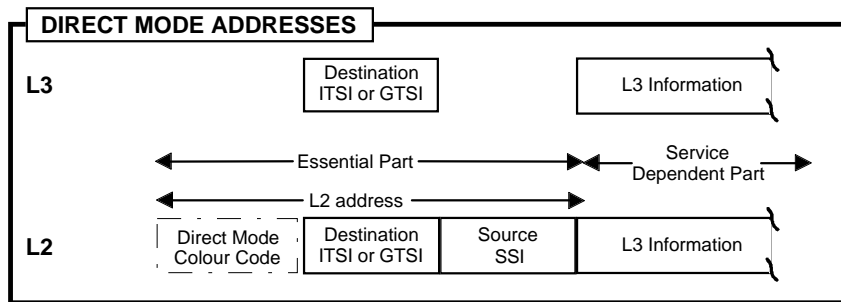 DIRECT MODE ADDRESSES
L3
Destination
ITSI or GTSI
L3 Information
Essential Part
Service
Dependent Part
L2 address
L2
Direct Mode
Colour Code
Destination
ITSI or GTSI
Source
SSI
L3 Information